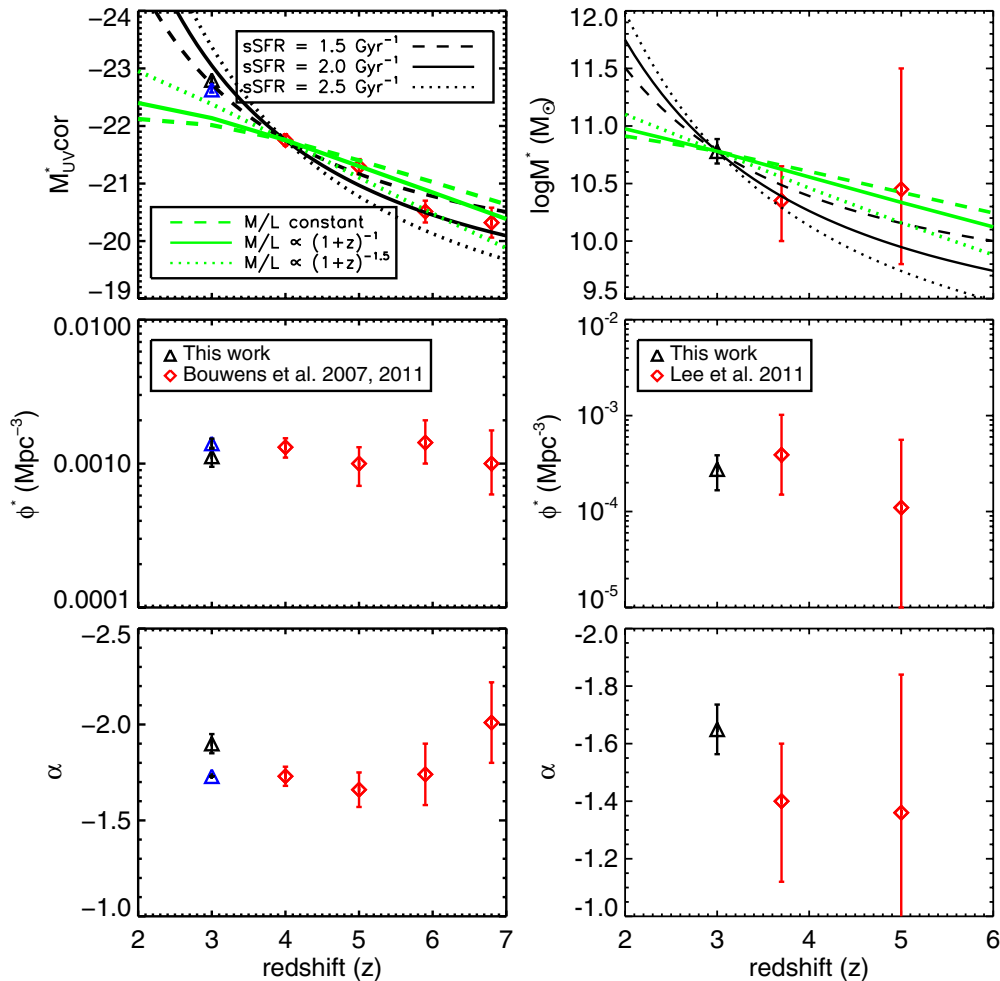 −24
−23
−22
−21
−20
−19
M*UVcor
sSFR = 1.5 Gyr−1
sSFR = 2.0 Gyr−1
sSFR = 2.5 Gyr−1
M/L constant
M/L ∝ (1+z)−1
M/L ∝ (1+z)−1.5
12.0
11.5
11.0
10.5
10.0
9.5
logM* (M⊙)
0.0100
0.0010
0.0001
ϕ* (Mpc−3)
This work
Bouwens et al. 2007, 2011
10-2
10-3
10-4
10-5
ϕ* (Mpc-3)
This work
Lee et al. 2011
−2.5
−2.0
−1.5
−1.0
α
2 3 4 5 6 7
redshift (z)
-2.0
-1.8
-1.6
-1.4
-1.2
-1.0
α
2 3 4 5 6
redshift (z)